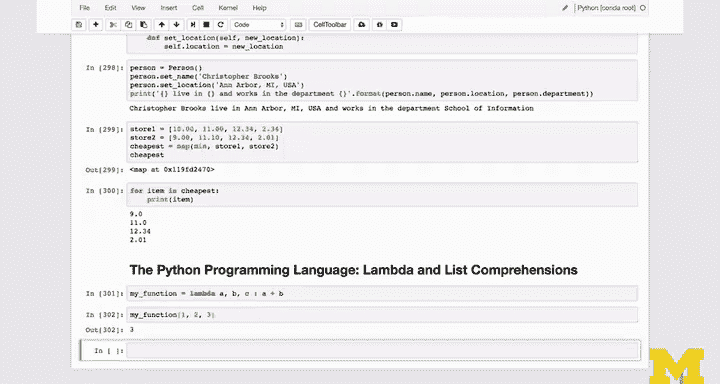 File Edit View Insert Cell Kernel Help Python [conda root]
Code CellToolbar
def set_location(self, new_location):
self.location = new_location
In [298]: person = Person()
person.set_name('Christopher Brooks')
person.set_location('Ann Arbor, MI, USA')
print('{} live in {} and works in the department {}'.format(person.name, person.location, person.department))
Christopher Brooks live in Ann Arbor, MI, USA and works in the department School of Information
In [299]: store1 = [10.00, 11.00, 12.34, 2.34]
store2 = [9.00, 11.10, 12.34, 2.01]
cheapest = map(min, store1, store2)
cheapest
Out[299]: <map at 0x119fd2470>
In [300]: for item in cheapest:
print(item)
9.0
11.0
12.34
2.01
The Python Programming Language: Lambda and List Comprehensions
In [301]: my_function = lambda a, b, c : a + b
In [302]: my_function(1, 2, 3)
Out[302]: 3
In [ ]:
M